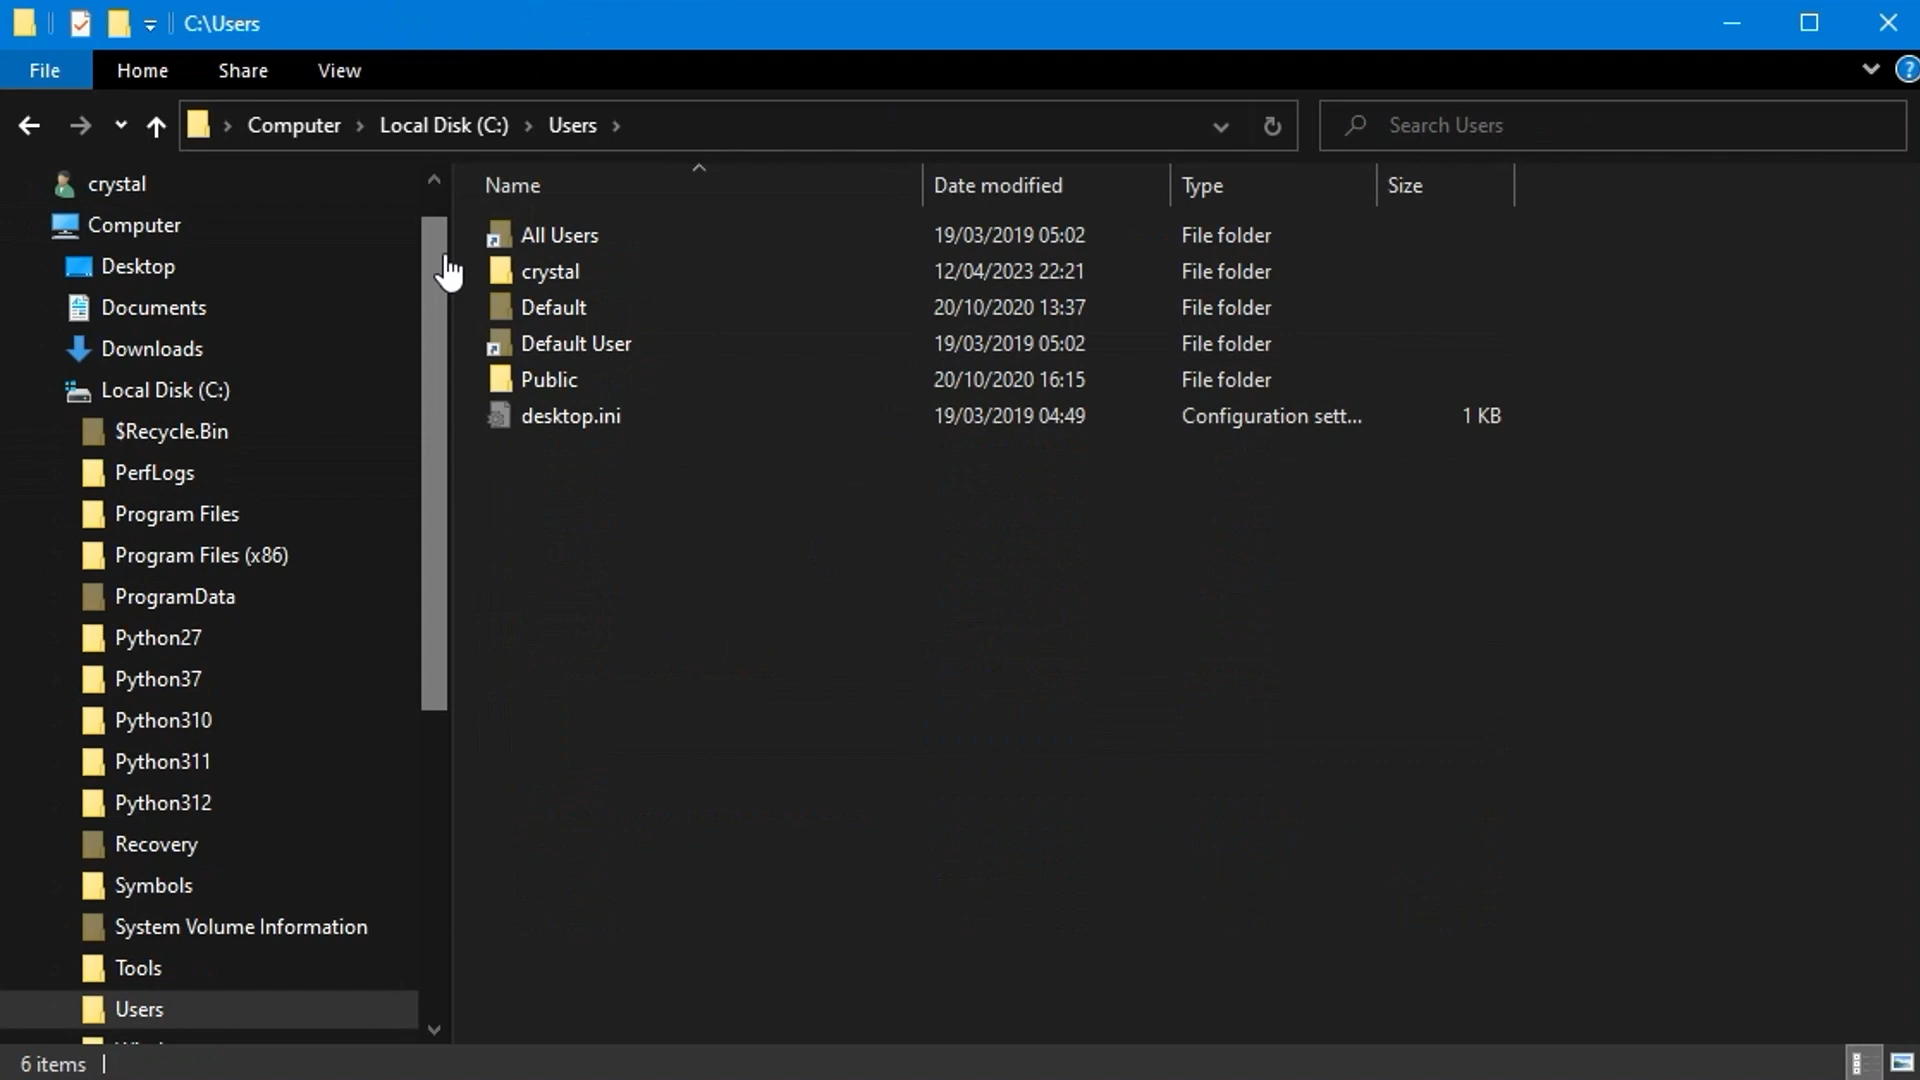 C:\Users
File Home Share View
Computer Local Disk (C:) Users
Search Users
crystal
Computer
Desktop
Documents
Downloads
Local Disk (C:)
$Recycle.Bin
PerfLogs
Program Files
Program Files (x86)
ProgramData
Python27
Python37
Python310
Python311
Python312
Recovery
Symbols
System Volume Information
Tools
Users
Name Date modified Type Size
All Users 19/03/2019 05:02 File folder
crystal 12/04/2023 22:21 File folder
Default 20/10/2020 13:37 File folder
Default User 19/03/2019 05:02 File folder
Public 20/10/2020 16:15 File folder
desktop.ini 19/03/2019 04:49 Configuration sett... 1 KB
6 items